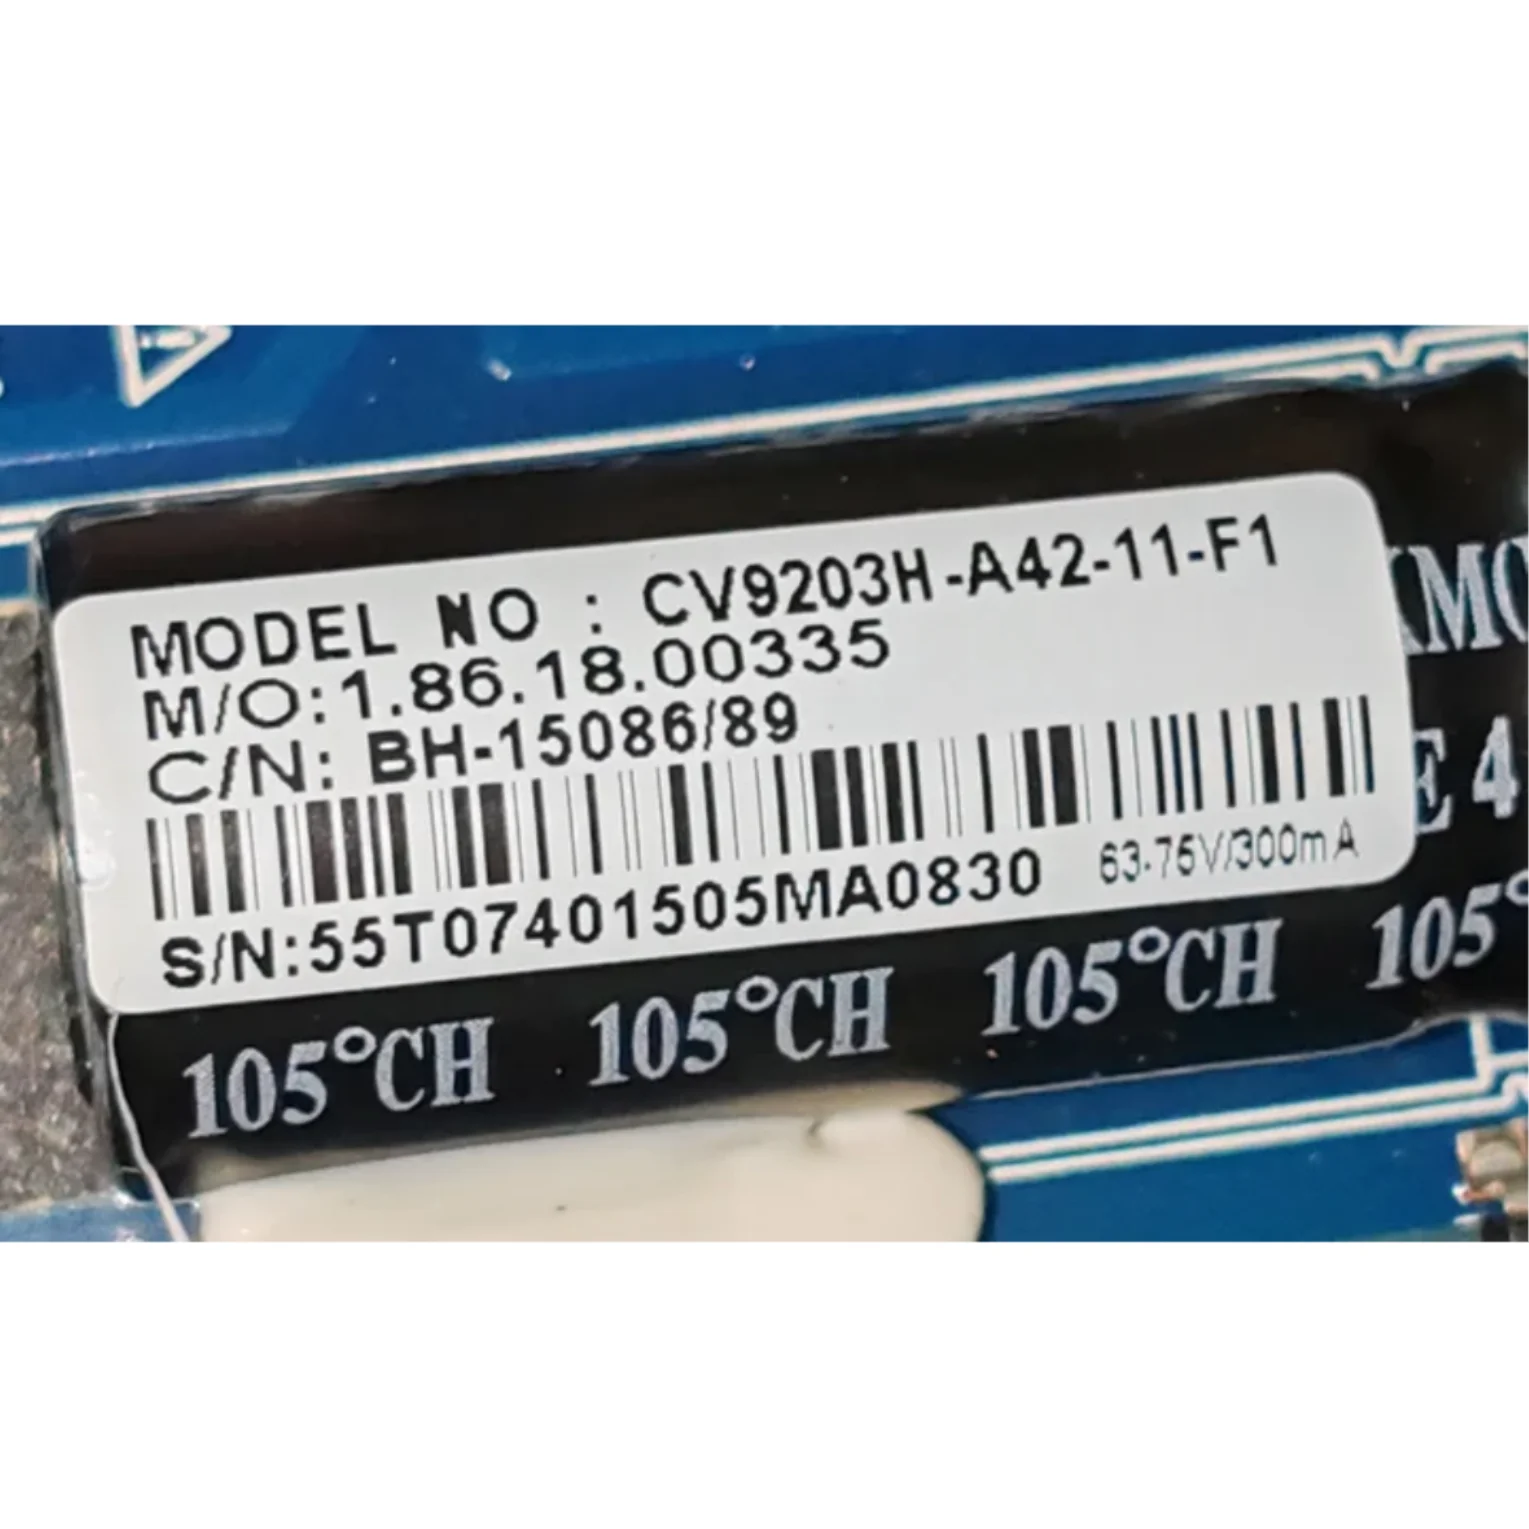 MODEL NO : CV9203H-A42-11-F1
M/O:1.86.18.00335
C/N: BH-15086/89
S/N:55T07401505MA0830 63-75V/300mA
105°CH 105°CH 105°CH 105°